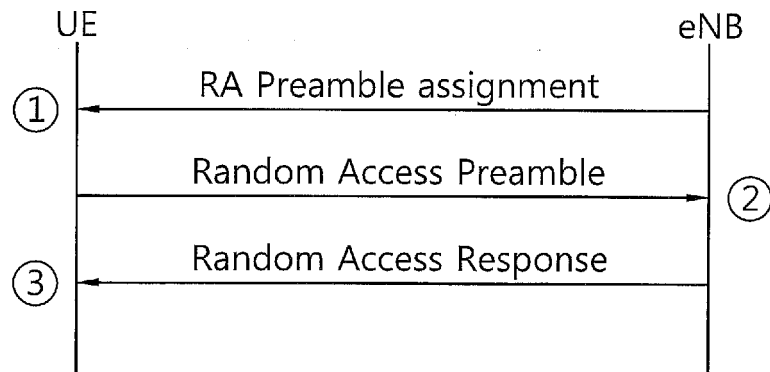 UE eNB
RA Preamble assignment
①
Random Access Preamble
②
Random Access Response
③